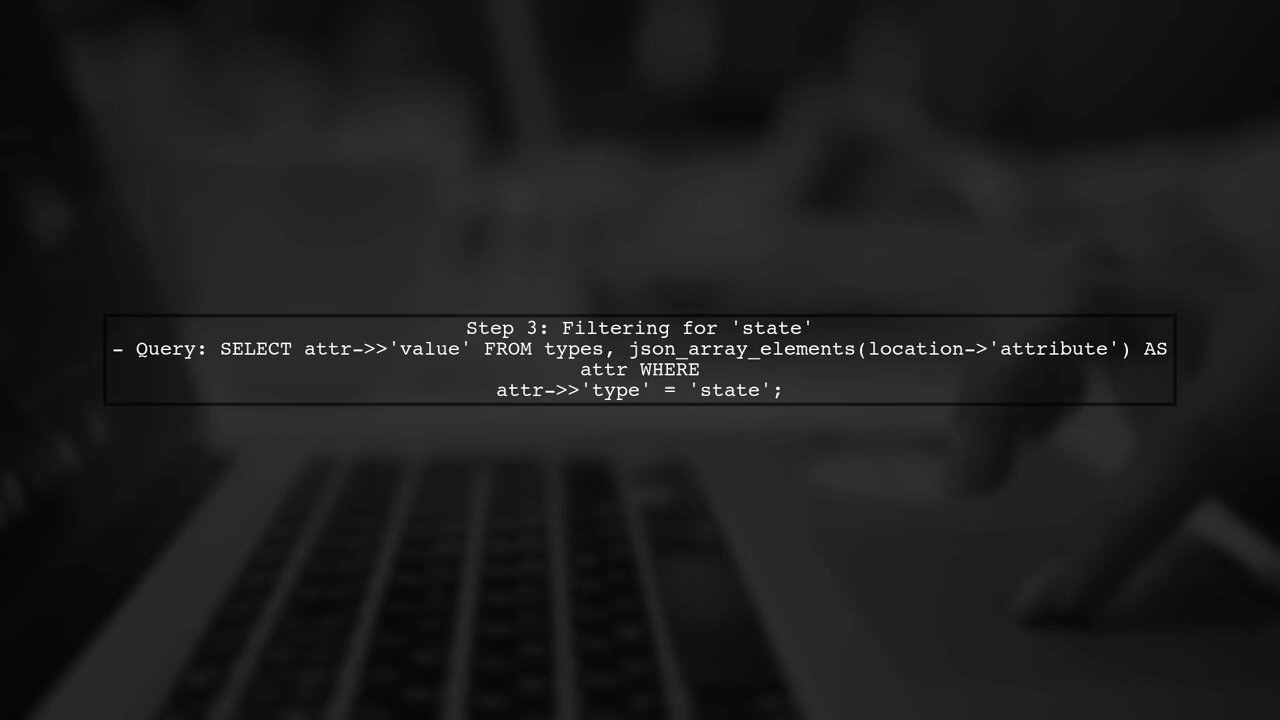 Step 3: Filtering for 'state'
– Query: SELECT attr->>'value' FROM types, json_array_elements(location->'attribute') AS
attr WHERE
attr->>'type' = 'state';